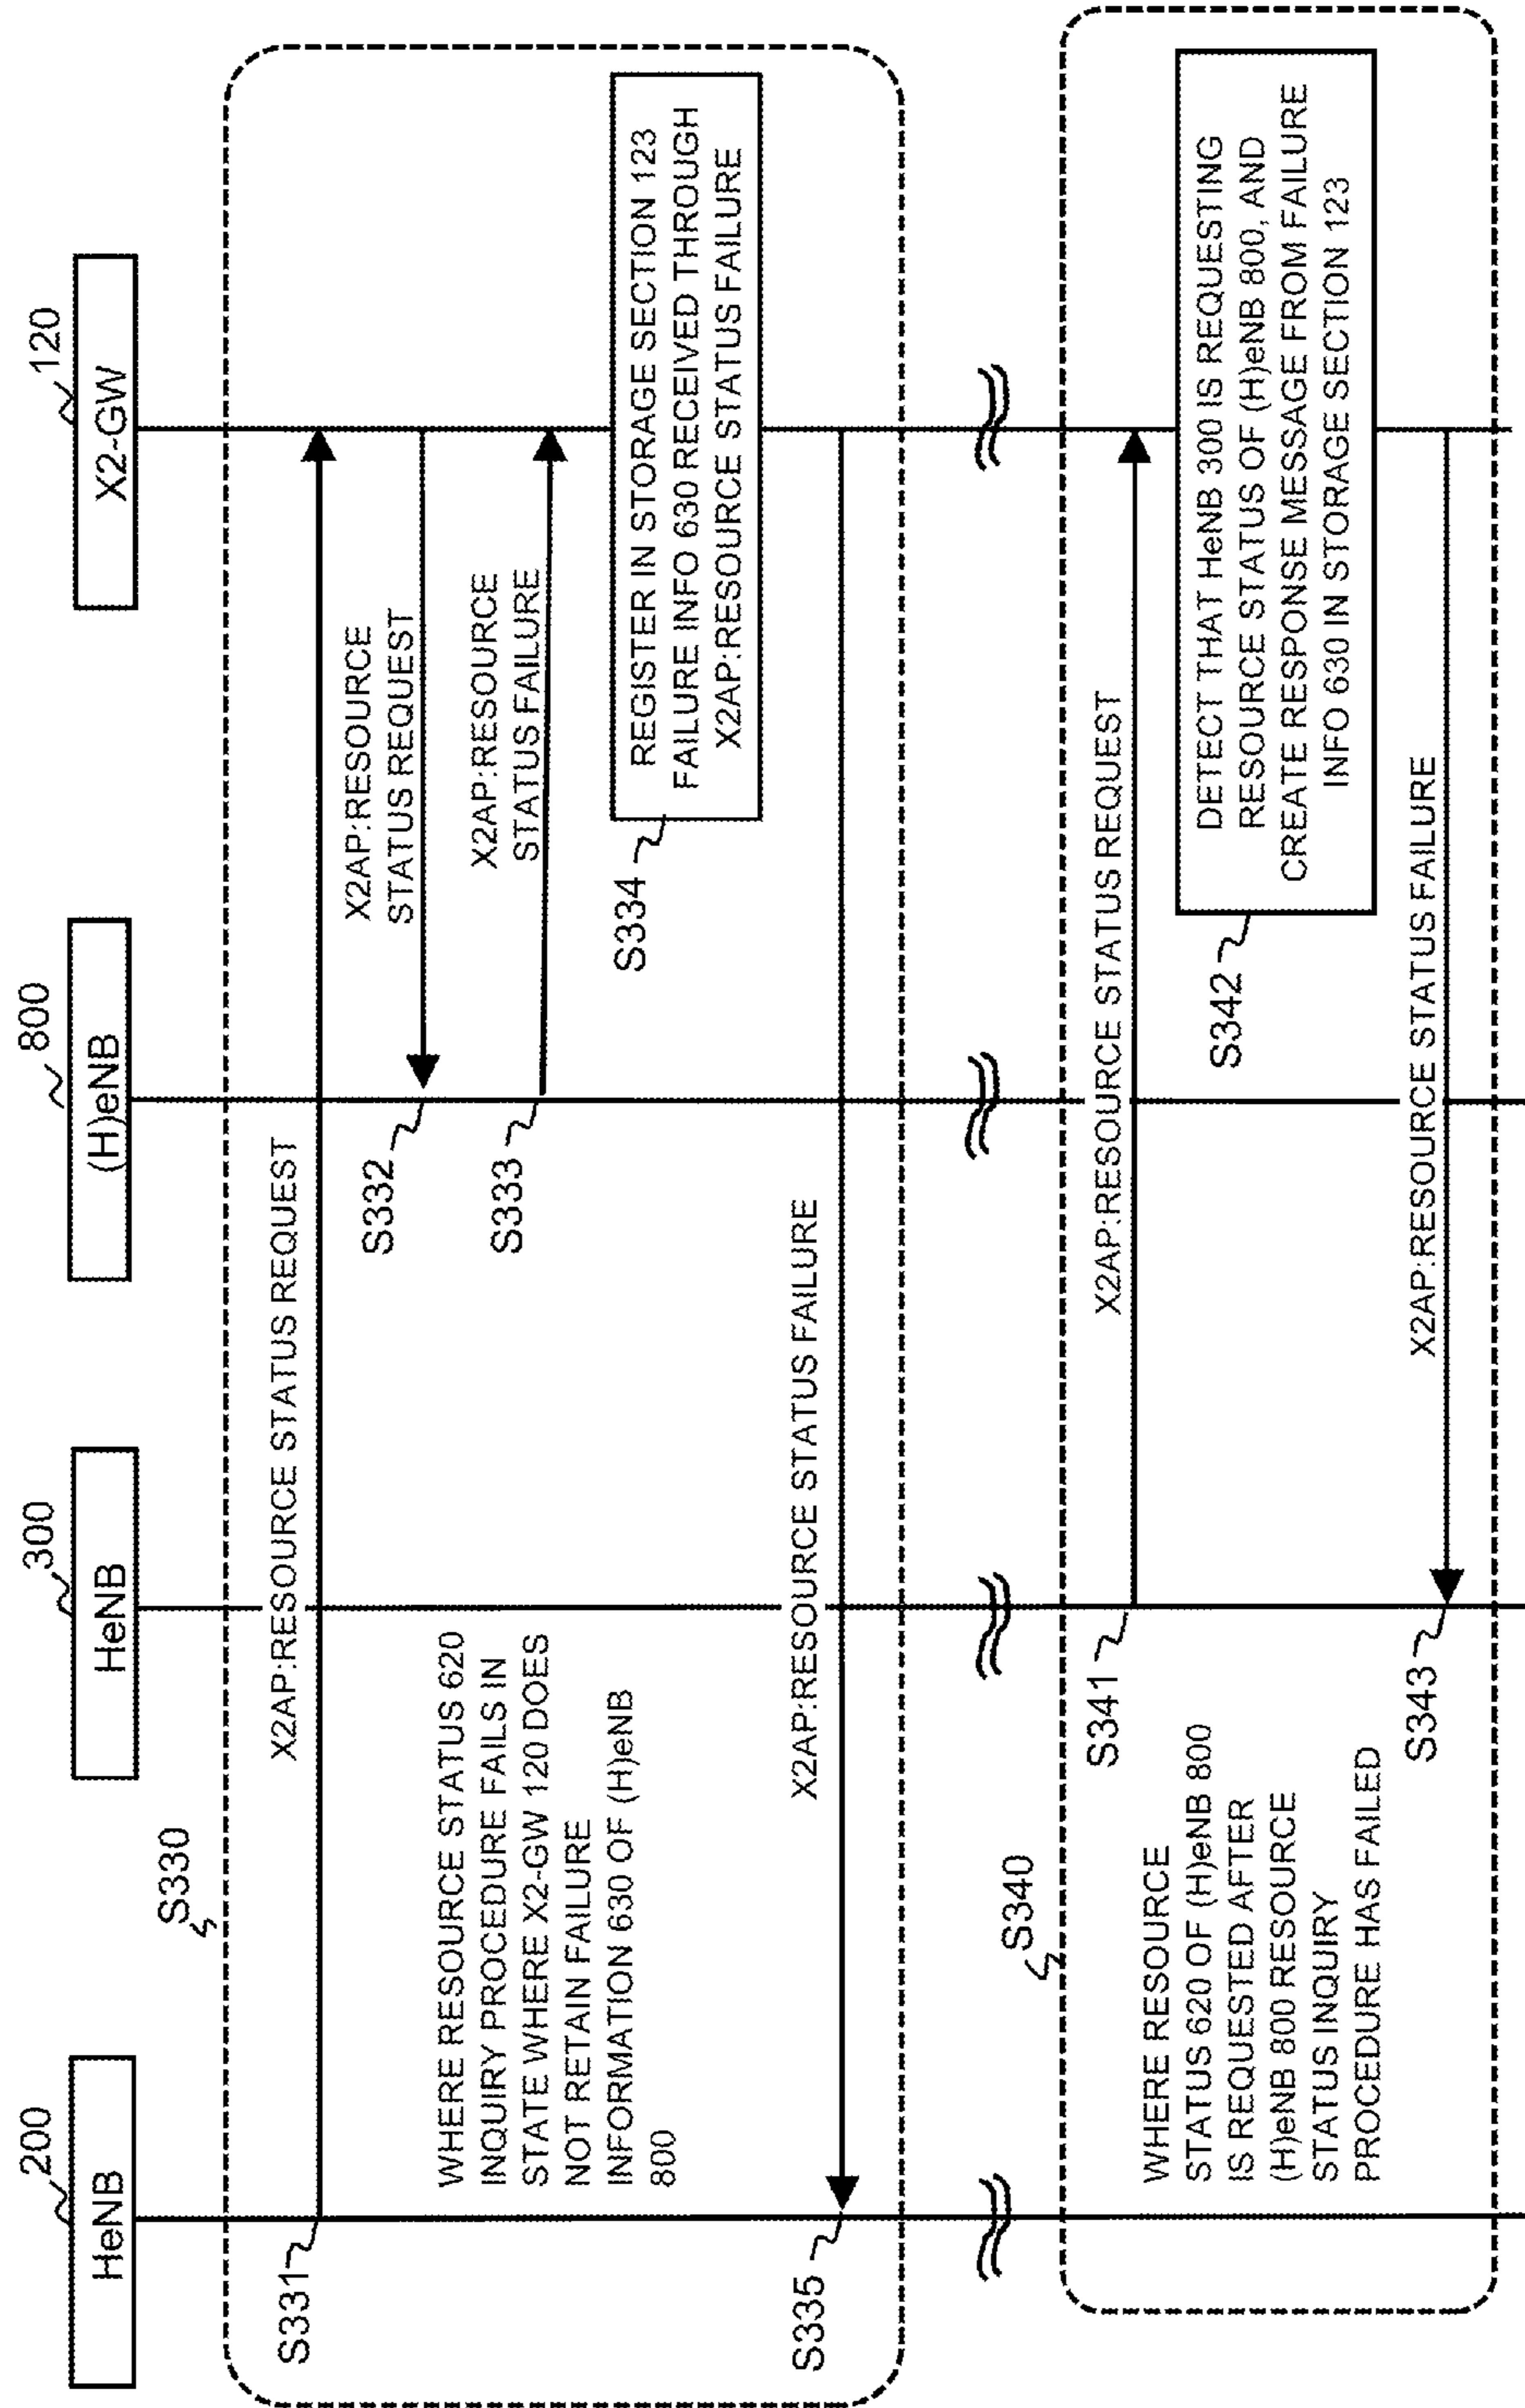 200
HeNB
300
HeNB
800
(H)eNB
120
X2-GW
S330
S331
X2AP:RESOURCE STATUS REQUEST
S332
X2AP:RESOURCE
STATUS REQUEST
S333
X2AP:RESOURCE
STATUS FAILURE
WHERE RESOURCE STATUS 620
INQUIRY PROCEDURE FAILS IN
STATE WHERE X2-GW 120 DOES
NOT RETAIN FAILURE
INFORMATION 630 OF (H)eNB
800
S334
REGISTER IN STORAGE SECTION 123
FAILURE INFO 630 RECEIVED THROUGH
X2AP:RESOURCE STATUS FAILURE
S335
X2AP:RESOURCE STATUS FAILURE
S340
WHERE RESOURCE
STATUS 620 OF (H)eNB 800
IS REQUESTED AFTER
(H)eNB 800 RESOURCE
STATUS INQUIRY
PROCEDURE HAS FAILED
S341
X2AP:RESOURCE STATUS REQUEST
S342
DETECT THAT HeNB 300 IS REQUESTING
RESOURCE STATUS OF (H)eNB 800, AND
CREATE RESPONSE MESSAGE FROM FAILURE
INFO 630 IN STORAGE SECTION 123
S343
X2AP:RESOURCE STATUS FAILURE